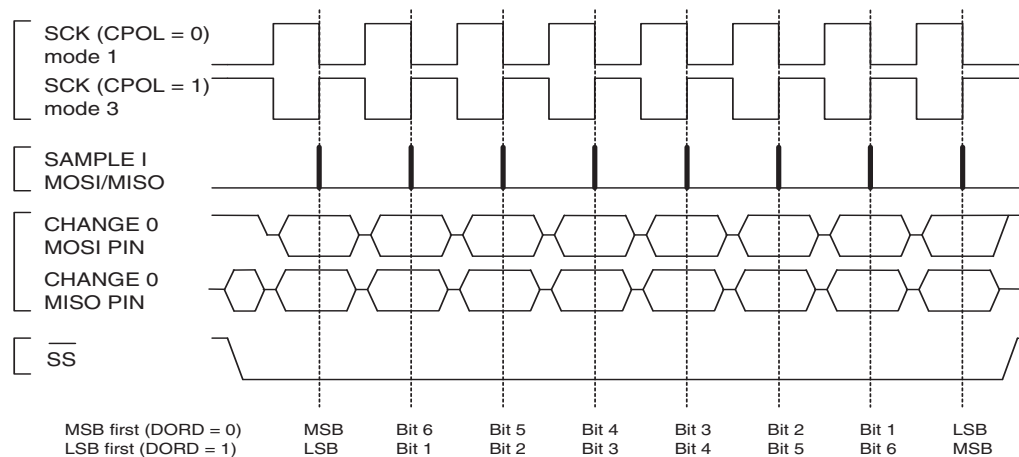 SCK (CPOL = 0)
mode 1
SCK (CPOL = 1)
mode 3
SAMPLE I
MOSI/MISO
CHANGE 0
MOSI PIN
CHANGE 0
MISO PIN
SS
MSB first (DORD = 0) MSB Bit 6 Bit 5 Bit 4 Bit 3 Bit 2 Bit 1 LSB
LSB first (DORD = 1) LSB Bit 1 Bit 2 Bit 3 Bit 4 Bit 5 Bit 6 MSB